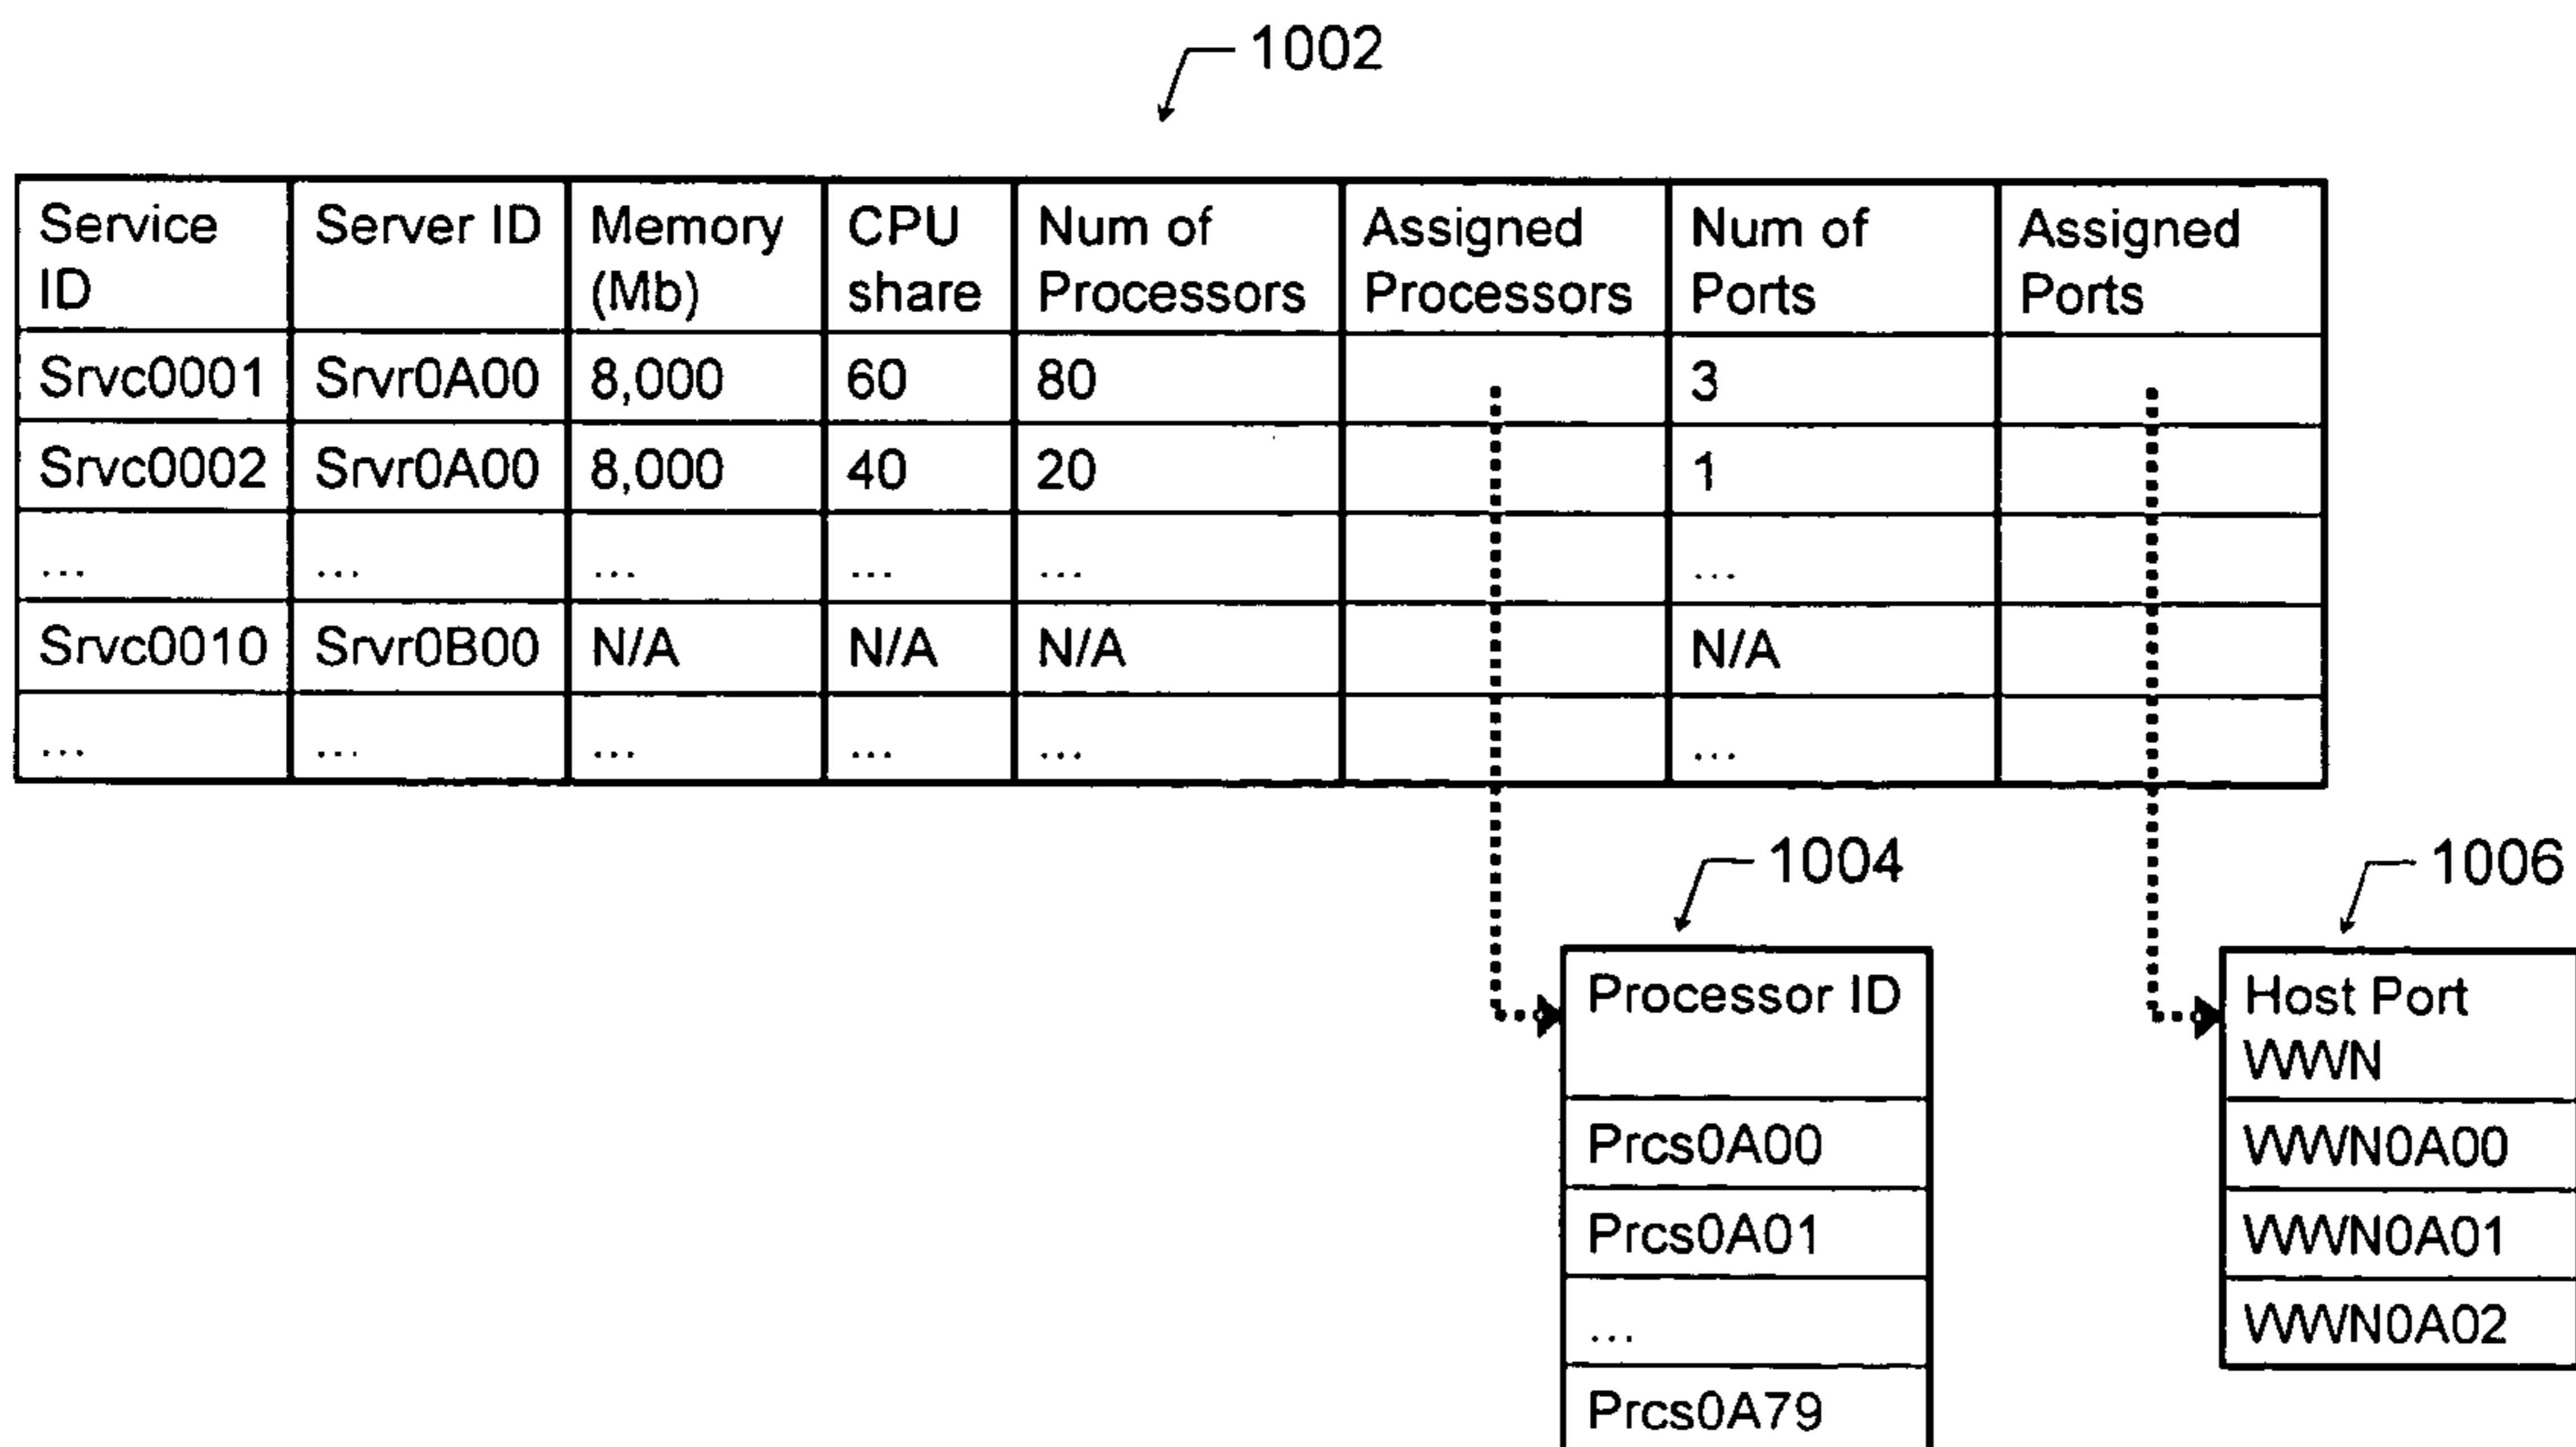 1002
Service ID Server ID Memory (Mb) CPU share Num of Processors Assigned Processors Num of Ports Assigned Ports
Srvc0001 Srvr0A00 8,000 60 80 3
Srvc0002 Srvr0A00 8,000 40 20 1
... ... ... ... ... ...
Srvc0010 Srvr0B00 N/A N/A N/A N/A
... ... ... ... ... ...
1004
Processor ID
Prcs0A00
Prcs0A01
...
Prcs0A79
1006
Host Port
WWN
WWN0A00
WWN0A01
WWN0A02